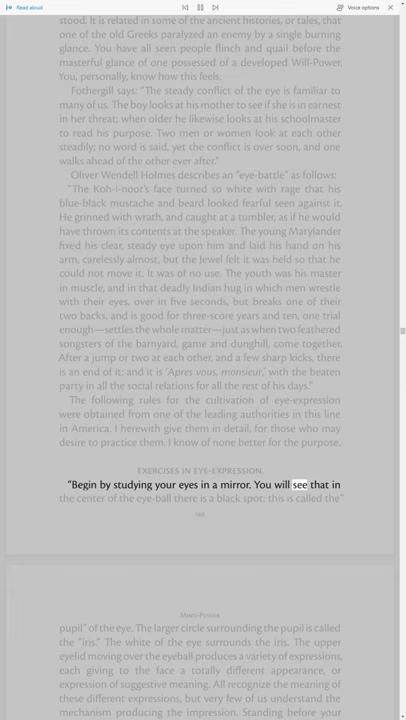 Read aloud
Voice options
stood. It is related in some of the ancient histories, or tales, that
one of the old Greeks paralyzed an enemy by a single burning
glance. You have all seen people flinch and quail before the
masterful glance of one possessed of a developed Will-Power.
You, personally, know how this feels.
Fothergill says: "The steady conflict of the eye is familiar to
many of us. The boy looks at his mother to see if she is in earnest
in her threat; when older he likewise looks at his schoolmaster
to read his purpose. Two men or women look at each other
steadily; no word is said, yet the conflict is over soon, and one
walks ahead of the other ever after."
Oliver Wendell Holmes describes an "eye-battle" as follows:
"The Koh-i-noor's face turned so white with rage that his
blue-black mustache and beard looked fearful seen against it.
He grinned with wrath, and caught at a tumbler, as if he would
have thrown its contents at the speaker. The young Marylander
fixed his clear, steady eye upon him and laid his hand on his
arm, carelessly almost, but the Jewel felt it was held so that he
could not move it. It was of no use. The youth was his master
in muscle, and in that deadly Indian hug in which men wrestle
with their eyes, over in five seconds, but breaks one of their
two backs, and is good for three-score years and ten, one trial
enough—settles the whole matter—just as when two feathered
songsters of the barnyard, game and dunghill, come together.
After a jump or two at each other, and a few sharp kicks, there
is an end of it; and it is 'Apres vous, monsieur,' with the beaten
party in all the social relations for all the rest of his days."
The following rules for the cultivation of eye-expression
were obtained from one of the leading authorities in this line
in America. I herewith give them in detail, for those who may
desire to practice them. I know of none better for the purpose.
EXERCISES IN EYE-EXPRESSION.
"Begin by studying your eyes in a mirror. You will see that in
the center of the eye-ball there is a black spot: this is called the"
Mind-Power
pupil" of the eye. The larger circle surrounding the pupil is called
the "iris." The white of the eye surrounds the iris. The upper
eyelid moving over the eyeball produces a variety of expressions,
each giving to the face a totally different appearance, or
expression of suggestive meaning. All recognize the meaning of
these different expressions, but very few of us understand the
mechanism producing the impression. Standing before your